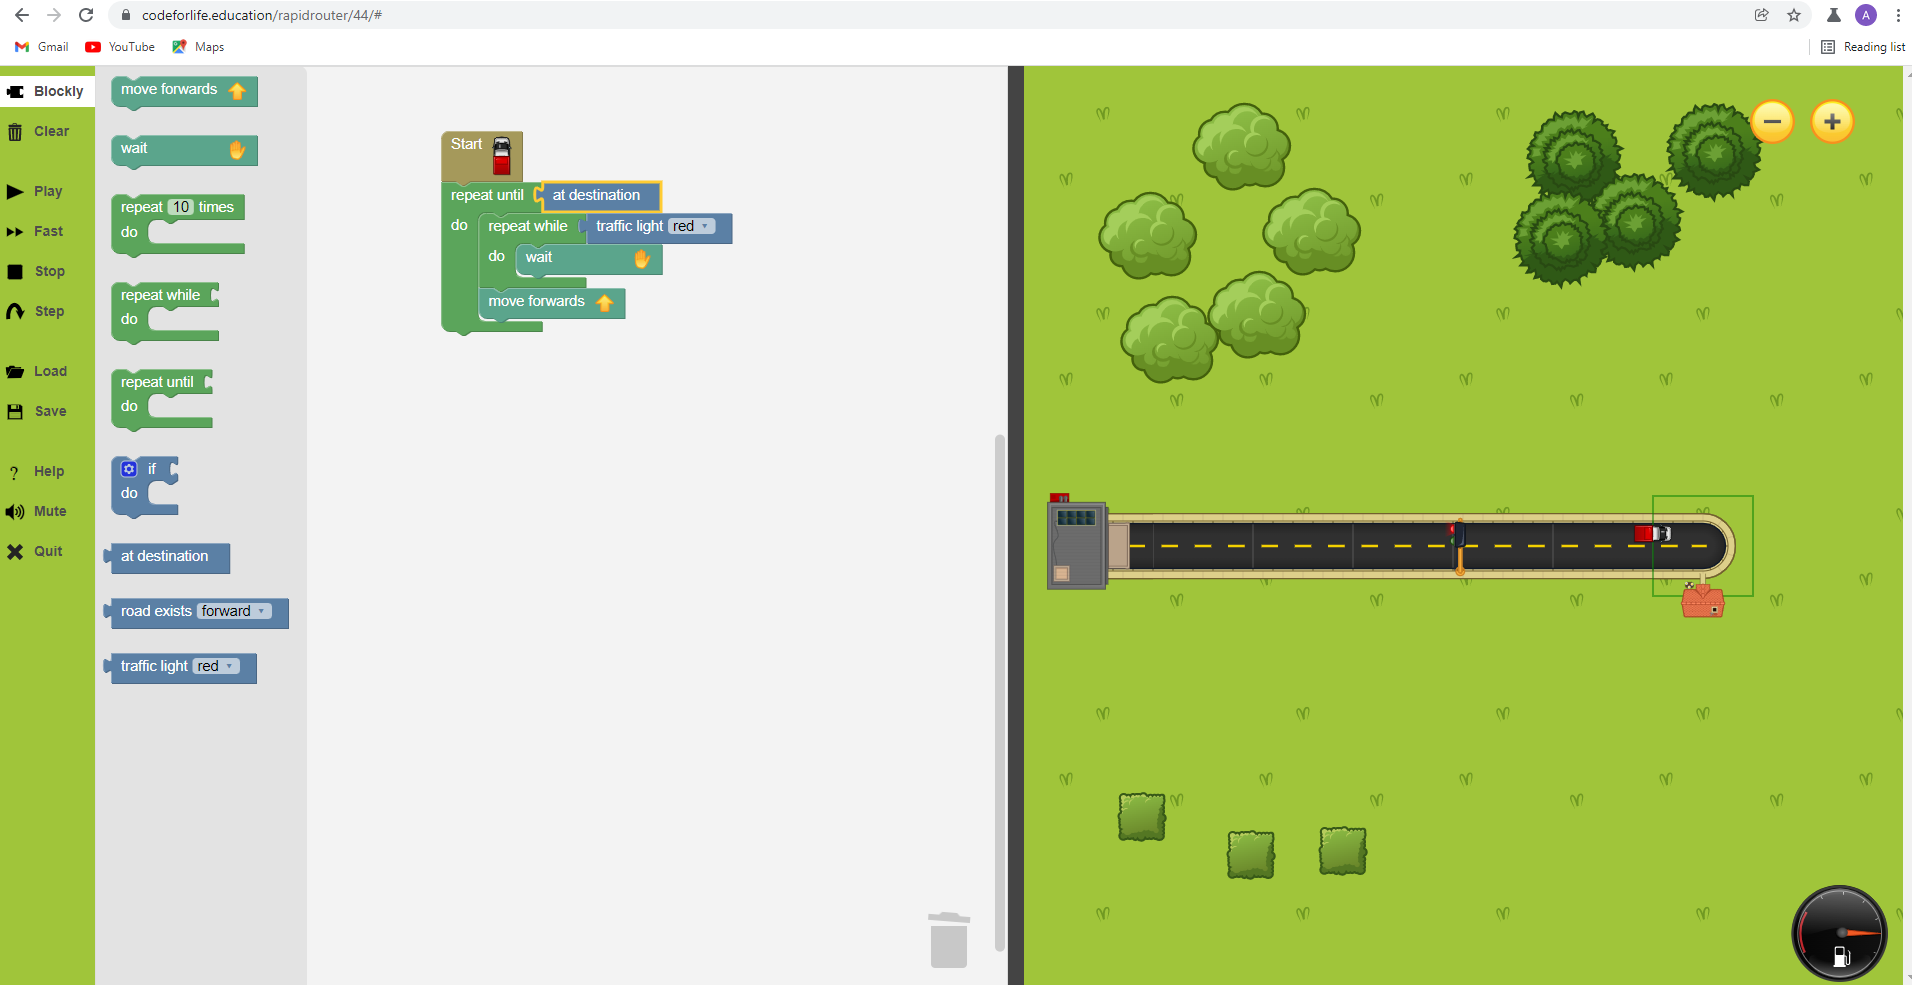 codeforlife.education/rapidrouter/44/#
A
Gmail
YouTube
Maps
Reading list
Blockly
Clear
Play
Fast
Stop
Step
Load
Save
? Help
Mute
Quit
move forwards
wait
repeat 10 times
do
repeat while
do
repeat until
do
if
do
at destination
road exists forward
traffic light red
Start
repeat until at destination
do repeat while traffic light red
do wait
move forwards
− +